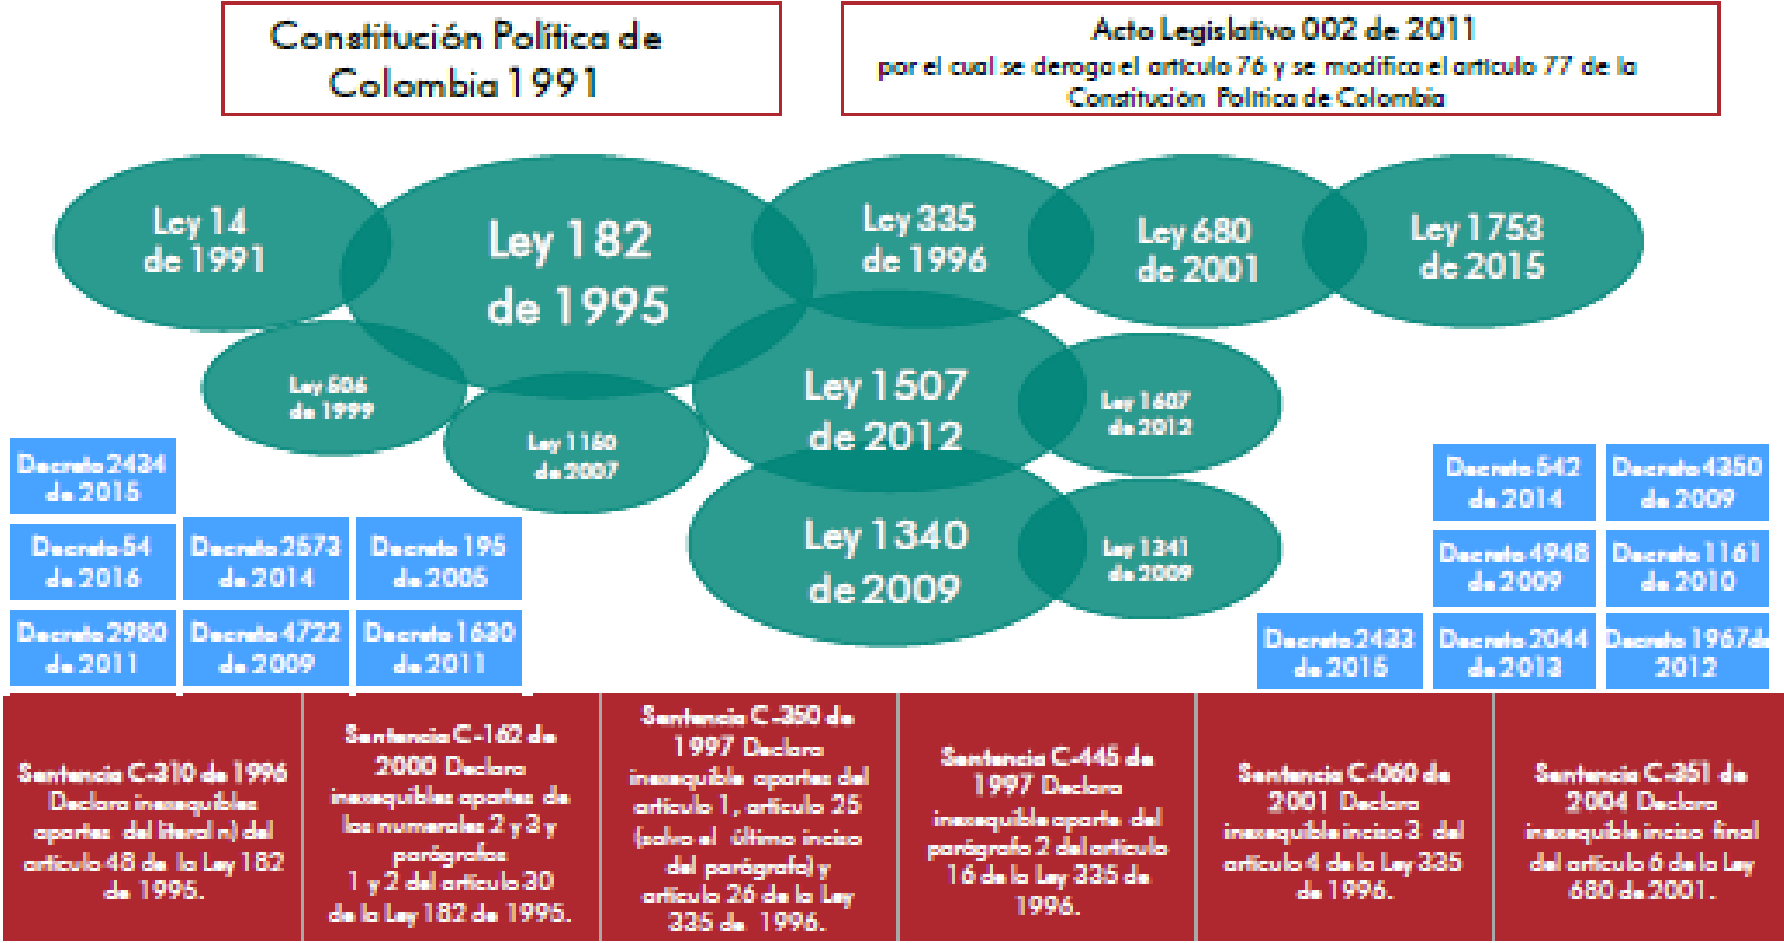 Constitución Política de
Colombia 1991
Acto Legislativo 002 de 2011
por el cual se deroga el artículo 76 y se modifica el artículo 77 de la
Constitución Política de Colombia
Ley 14
de 1991
Ley 182
de 1995
Ley 335
de 1996
Ley 680
de 2001
Ley 1753
de 2015
Ley 506
de 1999
Ley 1150
de 2007
Ley 1507
de 2012
Ley 1607
de 2012
Ley 1340
de 2009
Ley 1341
de 2009
Decreto 2434
de 2015
Decreto 54
de 2016
Decreto 2573
de 2014
Decreto 195
de 2005
Decreto 2980
de 2011
Decreto 4722
de 2009
Decreto 1630
de 2011
Decreto 542
de 2014
Decreto 4350
de 2009
Decreto 4948
de 2009
Decreto 1161
de 2010
Decreto 2433
de 2015
Decreto 2044
de 2013
Decreto 1967de
2012
Sentencia C-310 de 1996
Declara inexequibles
apartes del literal n) del
artículo 48 de la Ley 182
de 1995.
Sentencia C-162 de
2000 Declara
inexequibles apartes de
los numerales 2 y 3 y
parágrafos
1 y 2 del artículo 30
de la Ley 182 de 1995.
Sentencia C-350 de
1997 Declara
inexequible apartes del
artículo 1, artículo 25
(salvo el último inciso
del parágrafo) y
artículo 26 de la Ley
335 de 1996.
Sentencia C-445 de
1997 Declara
inexequible aparte del
parágrafo 2 del artículo
16 de la Ley 335 de
1996.
Sentencia C-060 de
2001 Declara
inexequible inciso 3 del
artículo 4 de la Ley 335
de 1996.
Sentencia C-351 de
2004 Declara
inexequible inciso final
del artículo 6 de la Ley
680 de 2001.